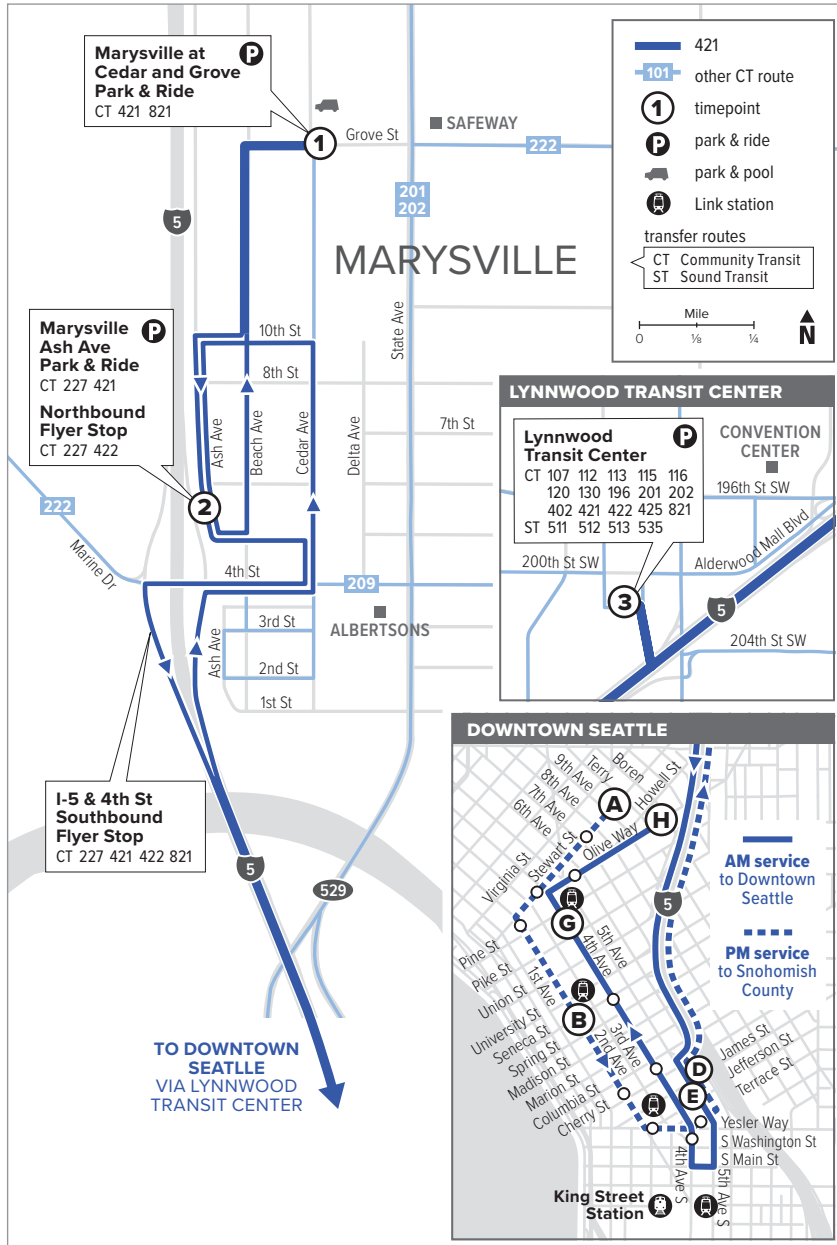 Marysville at
Cedar and Grove
Park & Ride
CT 421 821
P
1
Grove St
SAFEWAY
222
201
202
5
MARYSVILLE
State Ave
421
101
other CT route
1
timepoint
P
park & ride
park & pool
Link station
transfer routes
CT Community Transit
ST Sound Transit
Mile
0 1/8 1/4
N
Marysville
Ash Ave
Park & Ride
CT 227 421
Northbound
Flyer Stop
CT 227 422
P
10th St
8th St
7th St
Ash Ave
Beach Ave
Cedar Ave
Delta Ave
2
222
Marine Dr
4th St
209
ALBERTSONS
3rd St
Ash Ave
2nd St
1st St
I-5 & 4th St
Southbound
Flyer Stop
CT 227 421 422 821
5
529
TO DOWNTOWN
SEATLLE
VIA LYNNWOOD
TRANSIT CENTER
LYNNWOOD TRANSIT CENTER
Lynnwood
Transit Center
P
CT 107 112 113 115 116
120 130 196 201 202
402 421 422 425 821
ST 511 512 513 535
CONVENTION
CENTER
196th St SW
200th St SW
Alderwood Mall Blvd
3
5
204th St SW
DOWNTOWN SEATTLE
Boren
Terry
9th Ave
8th Ave
7th Ave
6th Ave
A
Howell St
H
Stewart St
Olive Way
Virginia St
G
5th Ave
4th Ave
5
AM service
to Downtown
Seattle
PM service
to Snohomish
County
Pine St
Pike St
Union St
University St
Seneca St
Spring St
Madison St
Marion St
Columbia St
Cherry St
1st Ave
B
3rd Ave
2nd Ave
D
E
James St
Jefferson St
Terrace St
Yesler Way
S Washington St
S Main St
4th Ave S
5th Ave S
King Street
Station